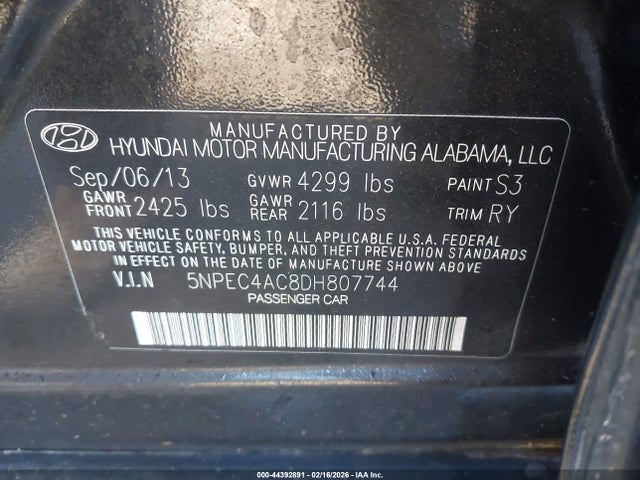 MANUFACTURED BY
HYUNDAI MOTOR MANUFACTURING ALABAMA, LLC
Sep/06/13 GVWR 4299 lbs PAINT S3
GAWR FRONT 2425 lbs GAWR REAR 2116 lbs TRIM RY
THIS VEHICLE CONFORMS TO ALL APPLICABLE U.S.A. FEDERAL
MOTOR VEHICLE SAFETY, BUMPER, AND THEFT PREVENTION STANDARDS
IN EFFECT ON THE DATE OF MANUFACTURE SHOWN ABOVE.
V.I.N 5NPEC4AC8DH807744
PASSENGER CAR
000-44392891 - 02/16/2026 - IAA Inc.